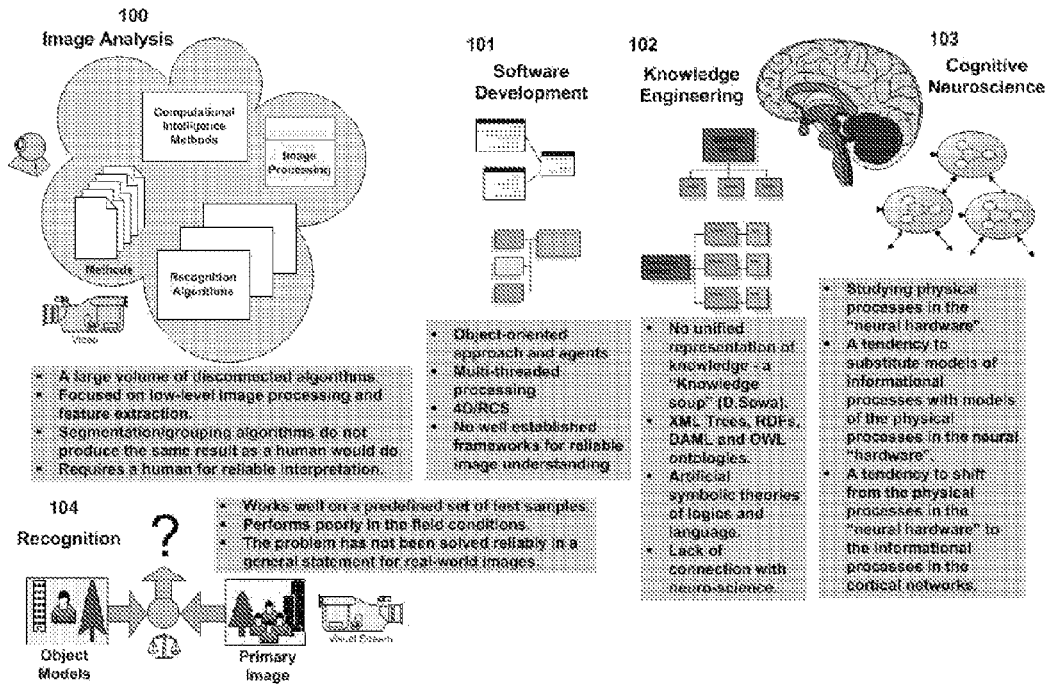 100
Image Analysis
Computational
Intelligence
Methods
Image
Processing
Methods
Recognition
Algorithms
Video
• A large volume of disconnected algorithms
• Focused on low-level image processing and
feature extraction.
• Segmentation/grouping algorithms do not
produce the same result as a human would do.
• Requires a human for reliable interpretation.
101
Software
Development
• Object-oriented
approach and agents
• Multi-threaded
processing
• 4D/RCS
• No well established
frameworks for reliable
image understanding
102
Knowledge
Engineering
• No unified
representation of
knowledge - a
"Knowledge
soup" (D.Sowa).
• XML Trees, RDFs,
DAML and OWL
ontologies.
• Artificial
symbolic theories
of logics and
language.
• Lack of
connection with
neuro-science.
103
Cognitive
Neuroscience
• Studying physical
processes in the
"neural hardware".
• A tendency to
substitute models of
informational
processes with models
of the physical
processes in the neural
"hardware".
• A tendency to shift
from the physical
processes in the
"neural hardware" to
the informational
processes in the
cortical networks.
104
Recognition
?
• Works well on a predefined set of test samples
• Performs poorly in the field conditions
• The problem has not been solved reliably in a
general statement for real-world images
Object
Models
Primary
Image
Visual Stream